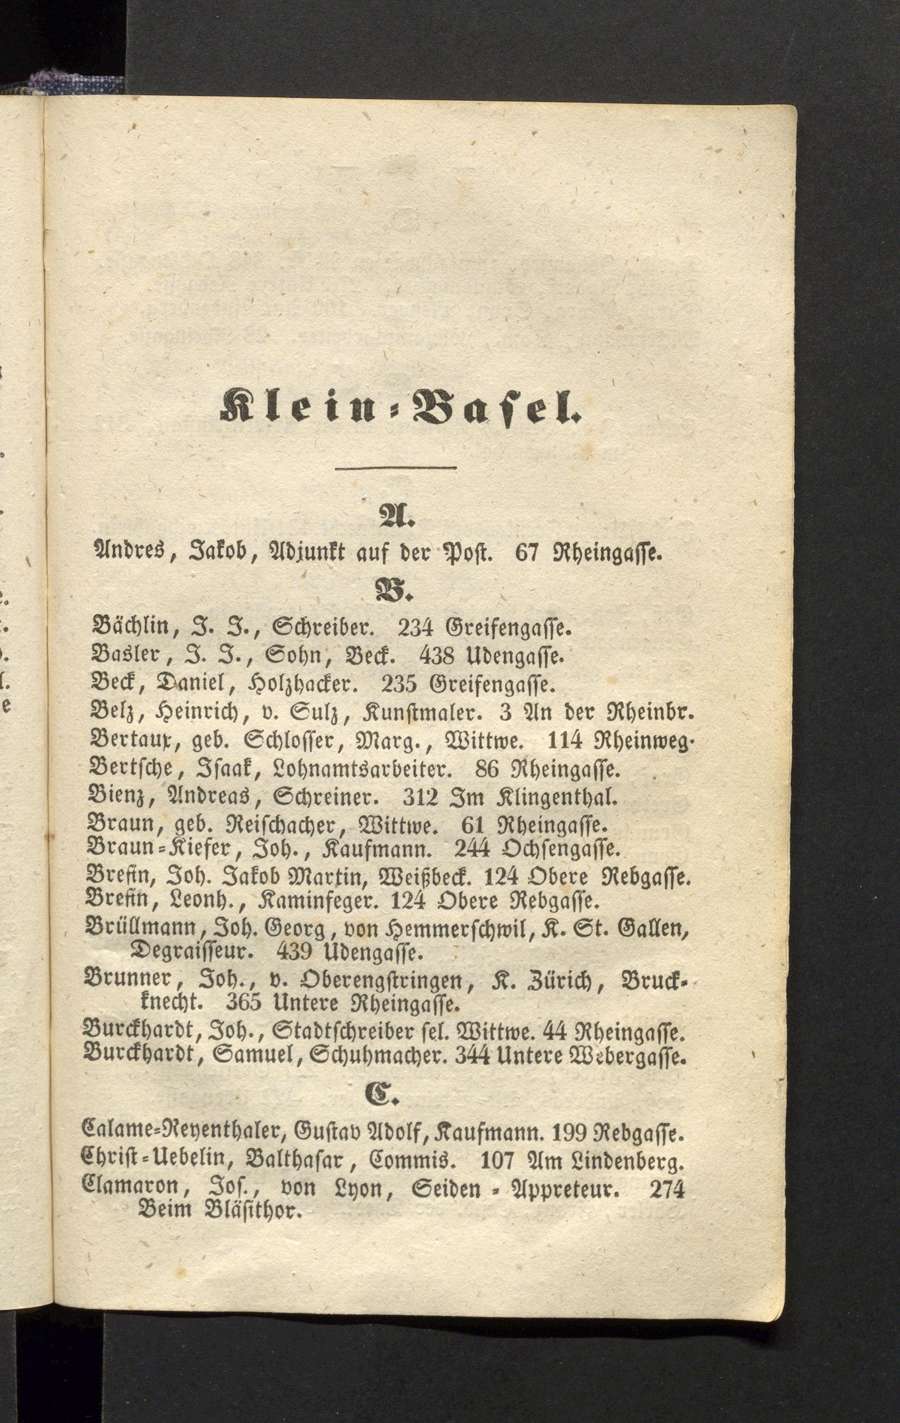 Klein-Basel.
A.
Andres, Jakob, Adjunkt auf der Post. 67 Rheingasse.
B.
Bächlin, J. J., Schreiber. 234 Greifengasse.
Basler, J. J., Sohn, Beck. 438 Utengasse.
Beck, Daniel, Holzhacker. 235 Greifengasse.
Belz, Heinrich, v. Sulz, Kunstmaler. 3 An der Rheinbr.
Bertaux, geb. Schlosser, Marg., Wittwe. 114 Rheinweg.
Bertsche, Isaak, Lohnamtsarbeiter. 86 Rheingasse.
Bienz, Andreas, Schreiner. 312 Im Klingenthal.
Braun, geb. Reischacher, Wittwe. 61 Rheingasse.
Braun-Kiefer, Joh., Kaufmann. 244 Ochsengasse.
Bresin, Joh. Jakob Martin, Weißbeck. 124 Obere Rebgasse.
Bresin, Leonh., Kaminfeger. 124 Obere Rebgasse.
Brüllmann, Joh. Georg, von Hemmerschwil, K. St. Gallen,
Degraisseur. 439 Udengasse.
Brunner, Joh., v. Oberengstringen, K. Zürich, Bruck-
knecht. 365 Untere Rheingasse.
Burckhardt, Joh., Stadtschreiber sel. Wittwe. 44 Rheingasse.
Burckhardt, Samuel, Schuhmacher. 344 Untere Webergasse.
C.
Calame-Reyenthaler, Gustav Adolf, Kaufmann. 199 Rebgasse.
Christ-Uebelin, Balthasar, Commis. 107 Am Lindenberg.
Clamaron, Jos., von Lyon, Seiden-Appreteur. 274
Beim Bläsithor.